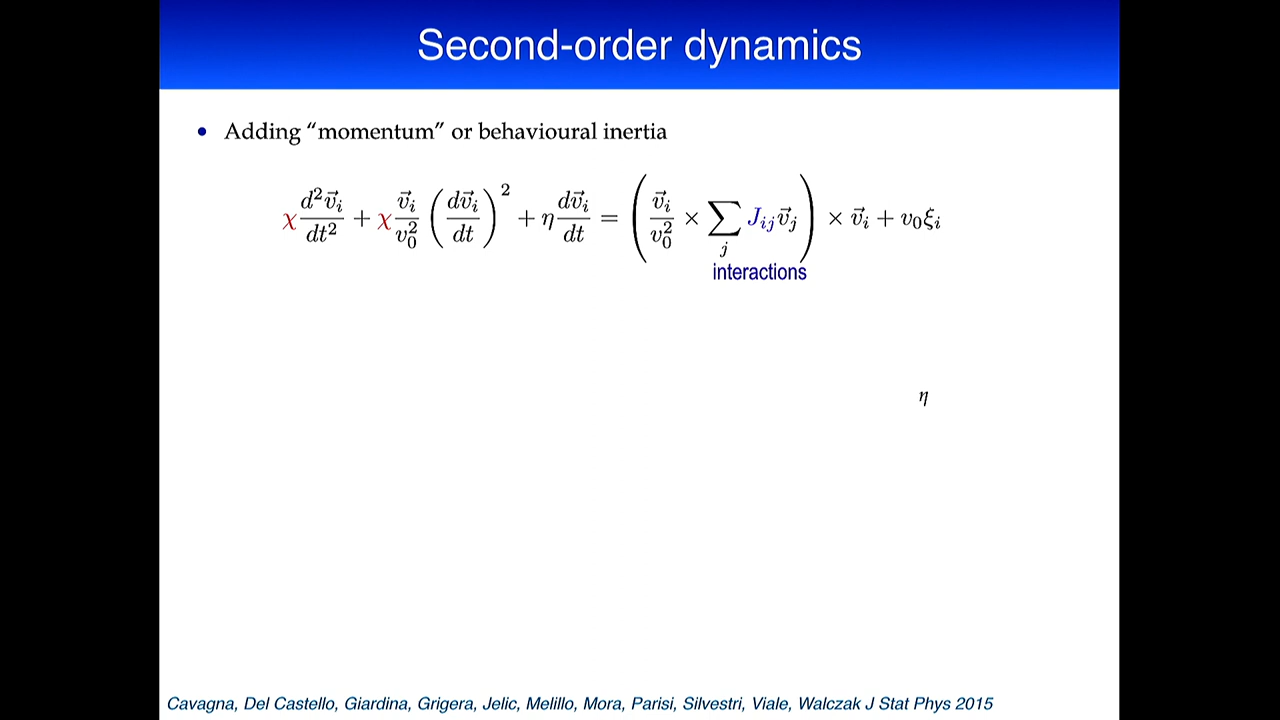 Second-order dynamics
• Adding “momentum” or behavioural inertia
χ d²v⃗ᵢ/dt² + χ v⃗ᵢ/v₀² (dv⃗ᵢ/dt)² + η dv⃗ᵢ/dt = (v⃗ᵢ/v₀² × ∑ⱼ Jᵢⱼv⃗ⱼ) × v⃗ᵢ + v₀ξᵢ
interactions
η
Cavagna, Del Castello, Giardina, Grigera, Jelic, Melillo, Mora, Parisi, Silvestri, Viale, Walczak J Stat Phys 2015